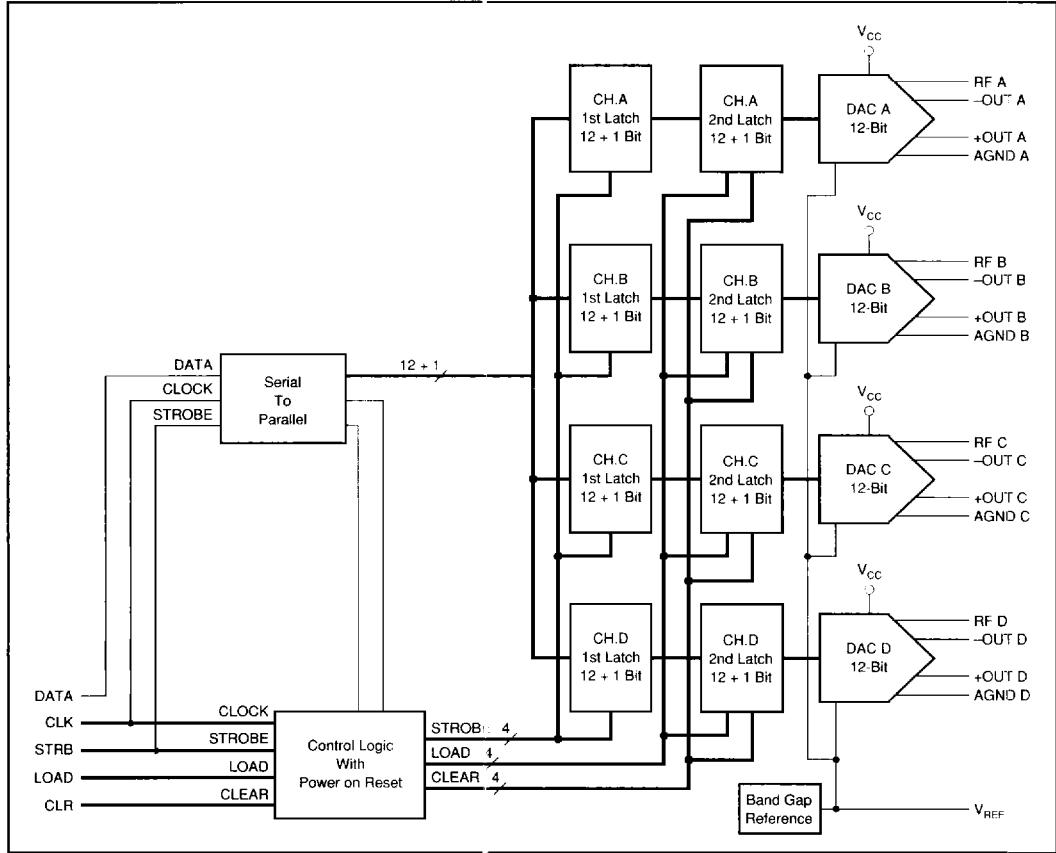 V_CC
CH.A
1st Latch
12 + 1 Bit
CH.A
2nd Latch
12 + 1 Bit
DAC A
12-Bit
RF A
–OUT A
+OUT A
AGND A
V_CC
CH.B
1st Latch
12 + 1 Bit
CH.B
2nd Latch
12 + 1 Bit
DAC B
12-Bit
RF B
–OUT B
+OUT B
AGND B
DATA
CLOCK
STROBE
Serial
To
Parallel
12 + 1
V_CC
CH.C
1st Latch
12 + 1 Bit
CH.C
2nd Latch
12 + 1 Bit
DAC C
12-Bit
RF C
–OUT C
+OUT C
AGND C
V_CC
CH.D
1st Latch
12 + 1 Bit
CH.D
2nd Latch
12 + 1 Bit
DAC D
12-Bit
RF D
–OUT D
+OUT D
AGND D
DATA
CLK
STRB
LOAD
CLR
CLOCK
STROBE
LOAD
CLEAR
Control Logic
With
Power on Reset
STROBE 4
LOAD 4
CLEAR 4
Band Gap
Reference
V_REF